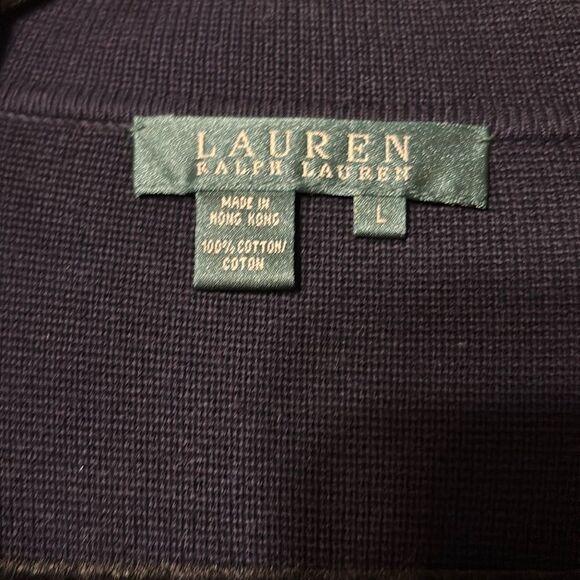 LAUREN
RALPH LAUREN
MADE IN
HONG KONG
100% COTTON/
COTON
L